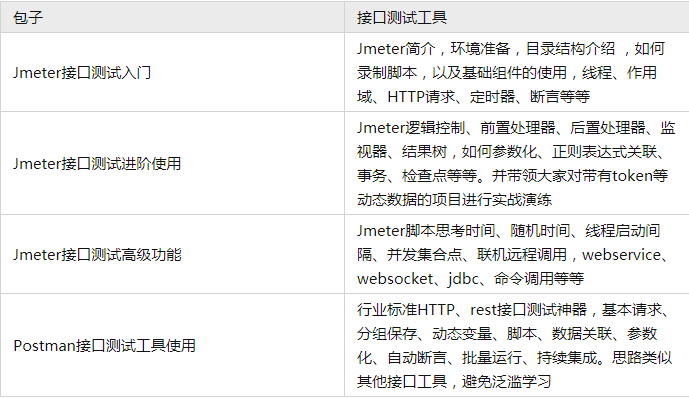 包子
接口测试工具
Jmeter接口测试入门
Jmeter简介，环境准备，目录结构介绍 ，如何
录制脚本，以及基础组件的使用，线程、作用
域、HTTP请求、定时器、断言等等
Jmeter接口测试进阶使用
Jmeter逻辑控制、前置处理器、后置处理器、监
视器、结果树，如何参数化、正则表达式关联、
事务、检查点等等。并带领大家对带有token等
动态数据的项目进行实战演练
Jmeter接口测试高级功能
Jmeter脚本思考时间、随机时间、线程启动间
隔、并发集合点、联机远程调用，webservice、
websocket、jdbc、命令调用等等
Postman接口测试工具使用
行业标准HTTP、rest接口测试神器，基本请求、
分组保存、动态变量、脚本、数据关联、参数
化、自动断言、批量运行、持续集成。思路类似
其他接口工具，避免泛滥学习